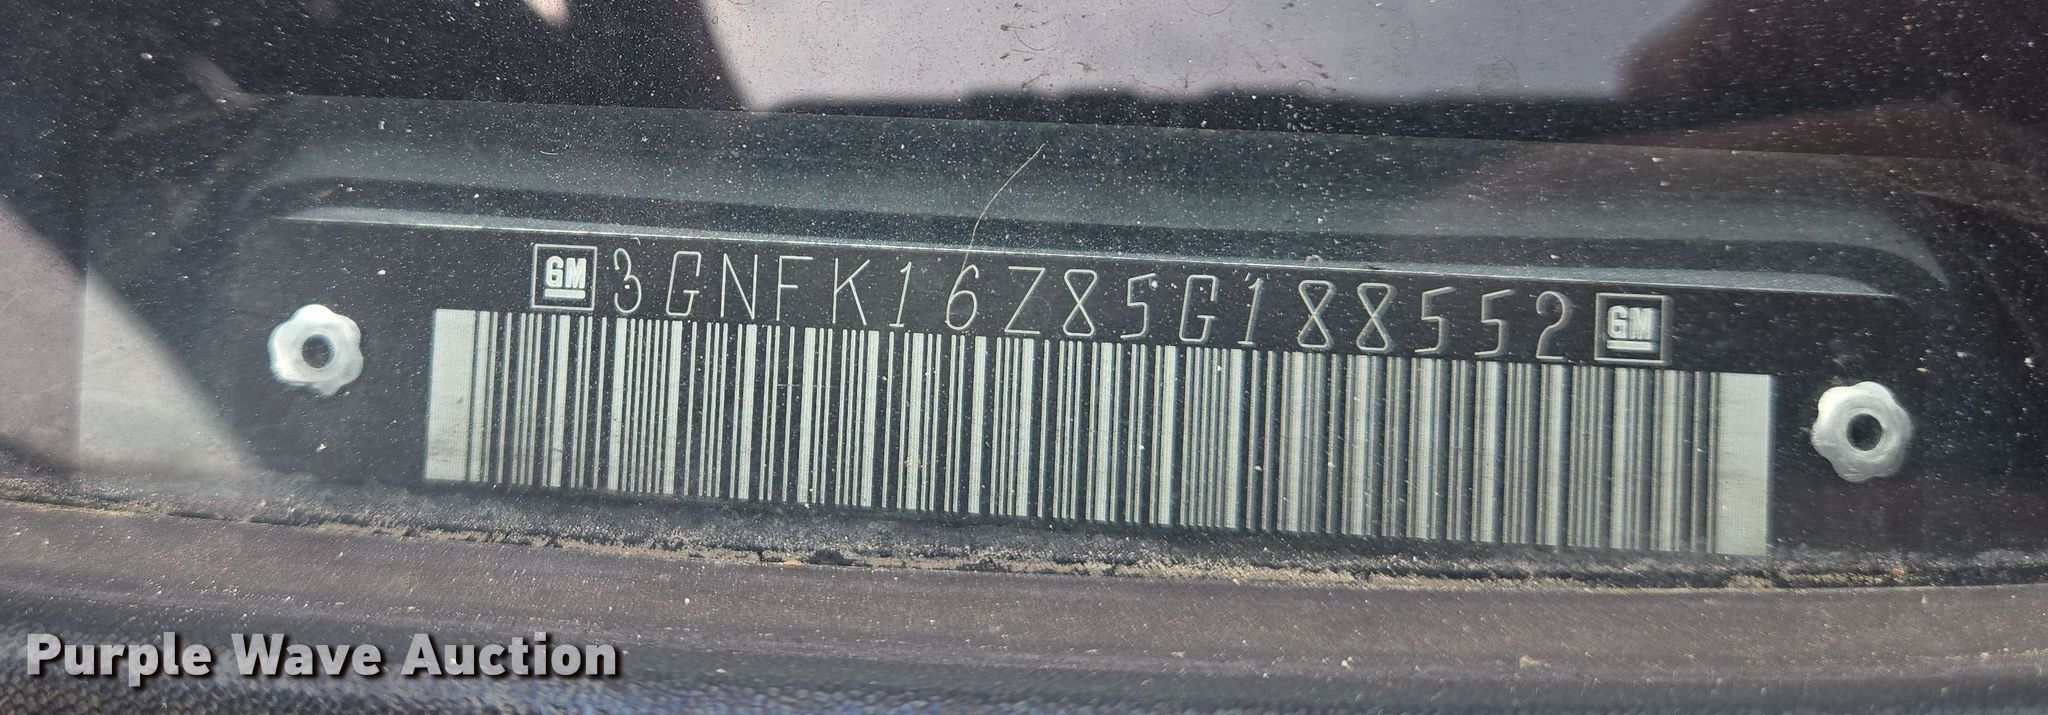 GM 3GNFK16Z85G188552 GM
Purple Wave Auction